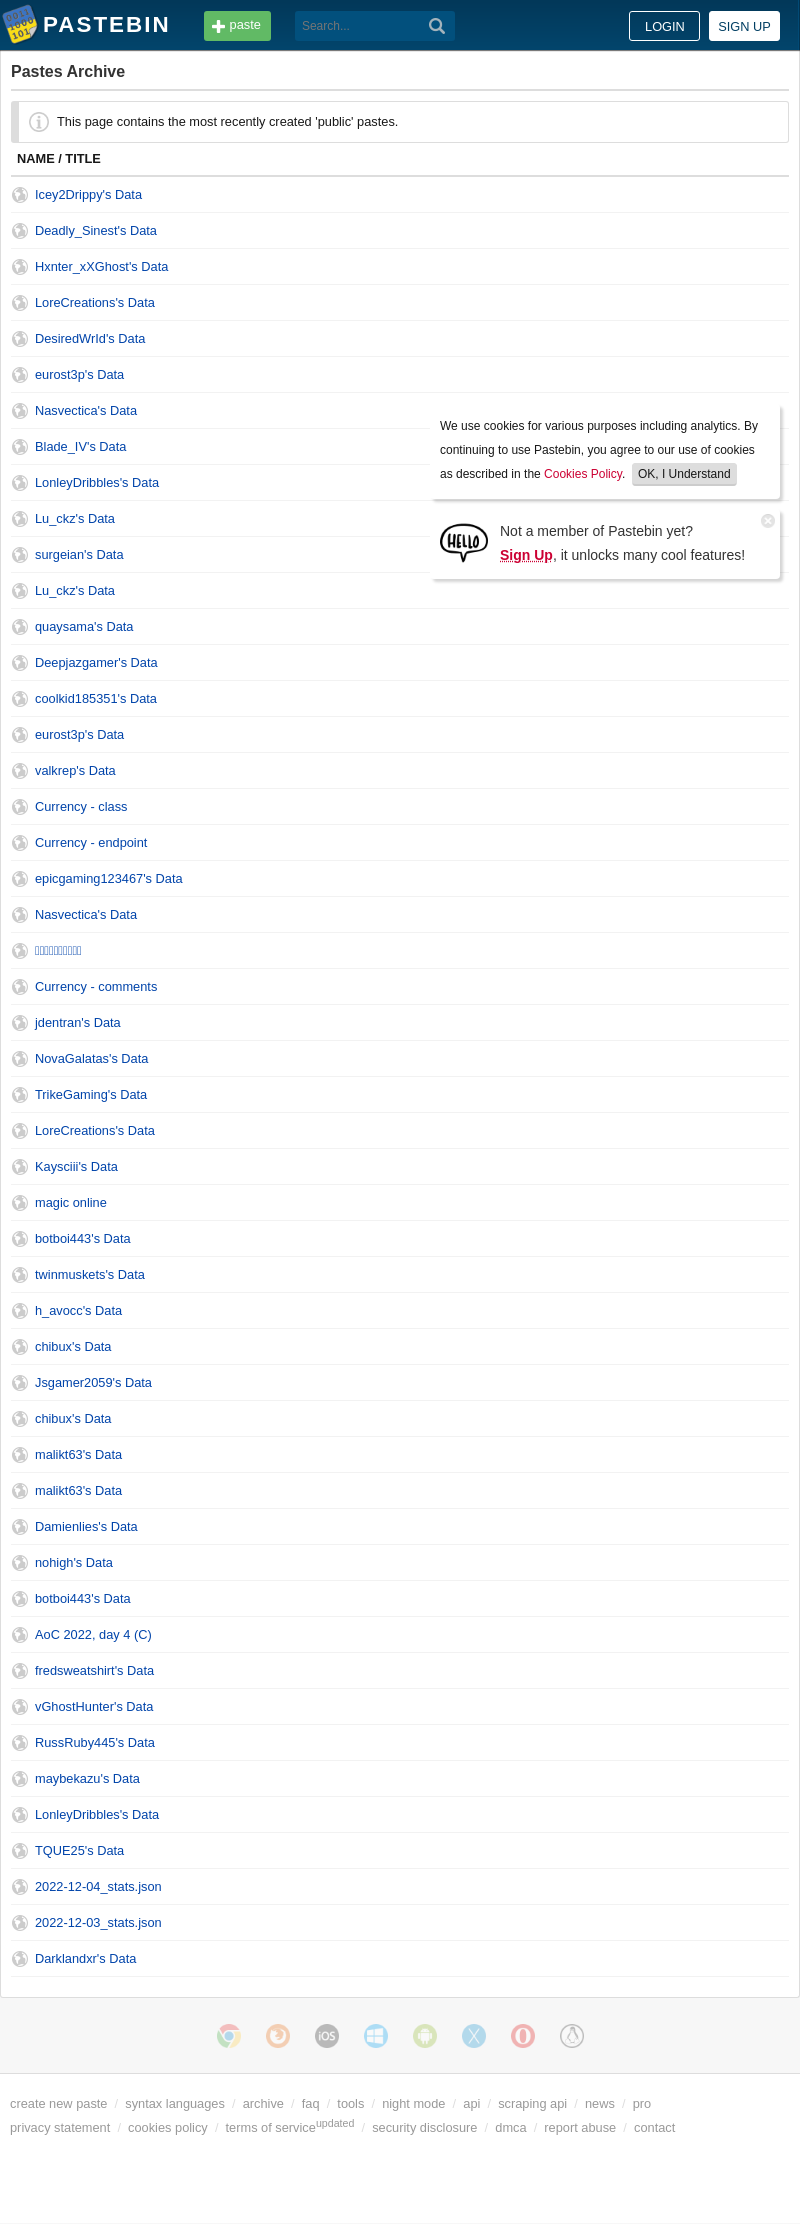 PASTEBIN
paste
Search...
LOGIN
SIGN UP
Pastes Archive
This page contains the most recently created 'public' pastes.
NAME / TITLE
Icey2Drippy's Data
Deadly_Sinest's Data
Hxnter_xXGhost's Data
LoreCreations's Data
DesiredWrld's Data
eurost3p's Data
Nasvectica's Data
Blade_IV's Data
LonleyDribbles's Data
Lu_ckz's Data
surgeian's Data
Lu_ckz's Data
We use cookies for various purposes including analytics. By
continuing to use Pastebin, you agree to our use of cookies
as described in the Cookies Policy. OK, I Understand
HELLO
Not a member of Pastebin yet?
Sign Up, it unlocks many cool features!
quaysama's Data
Deepjazgamer's Data
coolkid185351's Data
eurost3p's Data
valkrep's Data
Currency - class
Currency - endpoint
epicgaming123467's Data
Nasvectica's Data
Currency - comments
jdentran's Data
NovaGalatas's Data
TrikeGaming's Data
LoreCreations's Data
Kaysciii's Data
magic online
botboi443's Data
twinmuskets's Data
h_avocc's Data
chibux's Data
Jsgamer2059's Data
chibux's Data
malikt63's Data
malikt63's Data
Damienlies's Data
nohigh's Data
botboi443's Data
AoC 2022, day 4 (C)
fredsweatshirt's Data
vGhostHunter's Data
RussRuby445's Data
maybekazu's Data
LonleyDribbles's Data
TQUE25's Data
2022-12-04_stats.json
2022-12-03_stats.json
Darklandxr's Data
iOS
create new paste / syntax languages / archive / faq / tools / night mode / api / scraping api / news / pro
privacy statement / cookies policy / terms of serviceupdated / security disclosure / dmca / report abuse / contact